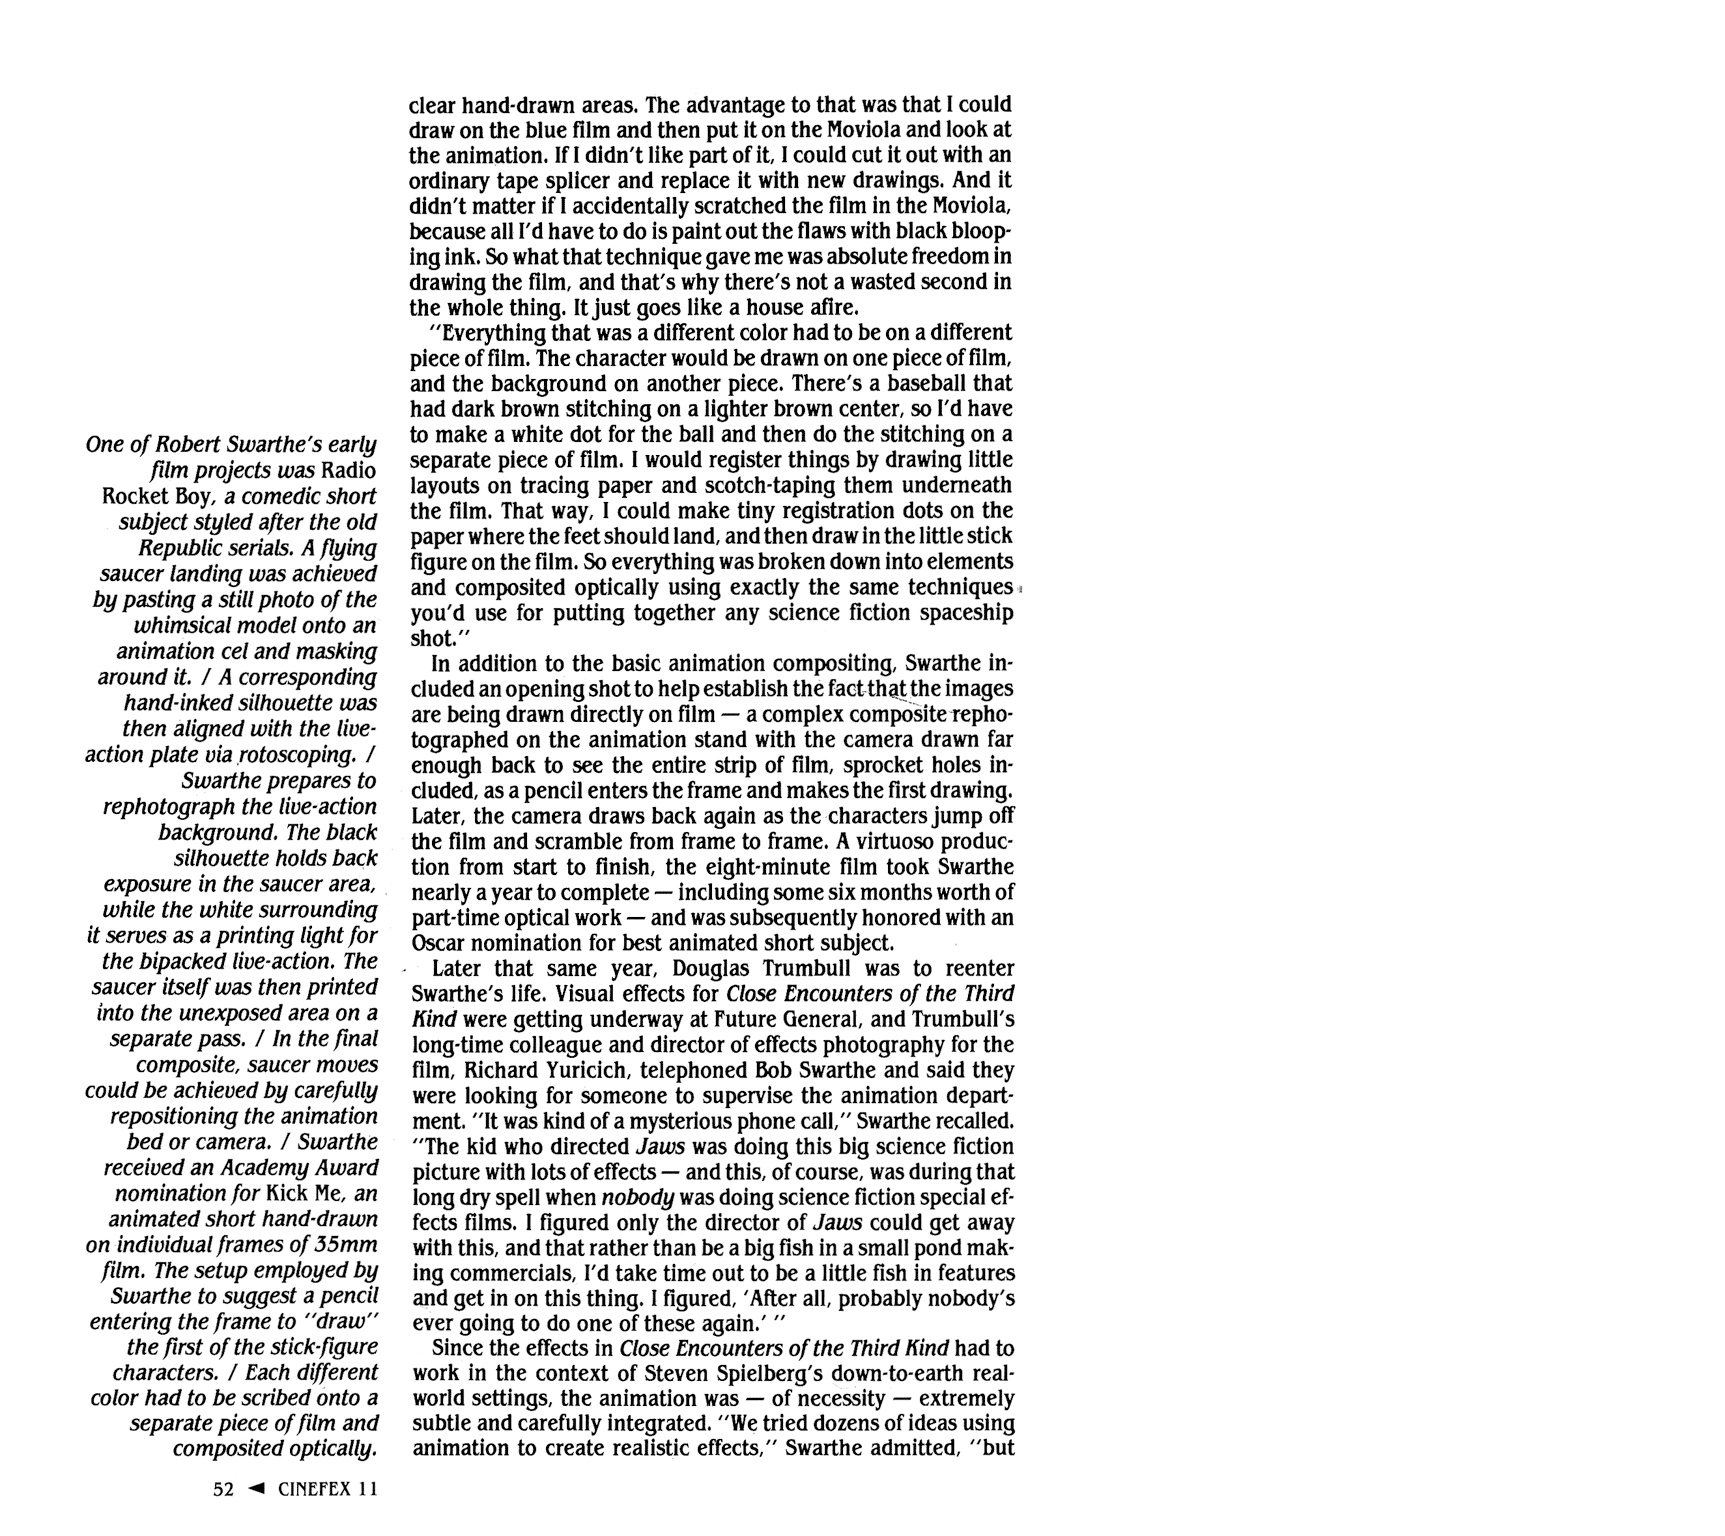 clear hand-drawn areas. The advantage to that was that I could
draw on the blue film and then put it on the Moviola and look at
the animation. If I didn't like part of it, I could cut it out with an
ordinary tape splicer and replace it with new drawings. And it
didn't matter if I accidentally scratched the film in the Moviola,
because all I'd have to do is paint out the flaws with black bloop-
ing ink. So what that technique gave me was absolute freedom in
drawing the film, and that's why there's not a wasted second in
the whole thing. It just goes like a house afire.
"Everything that was a different color had to be on a different
piece of film. The character would be drawn on one piece of film,
and the background on another piece. There's a baseball that
had dark brown stitching on a lighter brown center, so I'd have
to make a white dot for the ball and then do the stitching on a
separate piece of film. I would register things by drawing little
layouts on tracing paper and scotch-taping them underneath
the film. That way, I could make tiny registration dots on the
paper where the feet should land, and then draw in the little stick
figure on the film. So everything was broken down into elements
and composited optically using exactly the same techniques
you'd use for putting together any science fiction spaceship
shot."
In addition to the basic animation compositing, Swarthe in-
cluded an opening shot to help establish the fact that the images
are being drawn directly on film — a complex composite repho-
tographed on the animation stand with the camera drawn far
enough back to see the entire strip of film, sprocket holes in-
cluded, as a pencil enters the frame and makes the first drawing.
Later, the camera draws back again as the characters jump off
the film and scramble from frame to frame. A virtuoso produc-
tion from start to finish, the eight-minute film took Swarthe
nearly a year to complete — including some six months worth of
part-time optical work — and was subsequently honored with an
Oscar nomination for best animated short subject.
Later that same year, Douglas Trumbull was to reenter
Swarthe's life. Visual effects for Close Encounters of the Third
Kind were getting underway at Future General, and Trumbull's
long-time colleague and director of effects photography for the
film, Richard Yuricich, telephoned Bob Swarthe and said they
were looking for someone to supervise the animation depart-
ment. "It was kind of a mysterious phone call," Swarthe recalled.
"The kid who directed Jaws was doing this big science fiction
picture with lots of effects — and this, of course, was during that
long dry spell when nobody was doing science fiction special ef-
fects films. I figured only the director of Jaws could get away
with this, and that rather than be a big fish in a small pond mak-
ing commercials, I'd take time out to be a little fish in features
and get in on this thing. I figured, 'After all, probably nobody's
ever going to do one of these again.' "
Since the effects in Close Encounters of the Third Kind had to
work in the context of Steven Spielberg's down-to-earth real-
world settings, the animation was — of necessity — extremely
subtle and carefully integrated. "We tried dozens of ideas using
animation to create realistic effects," Swarthe admitted, "but
One of Robert Swarthe's early
film projects was Radio
Rocket Boy, a comedic short
subject styled after the old
Republic serials. A flying
saucer landing was achieved
by pasting a still photo of the
whimsical model onto an
animation cel and masking
around it. / A corresponding
hand-inked silhouette was
then aligned with the live-
action plate via rotoscoping. /
Swarthe prepares to
rephotograph the live-action
background. The black
silhouette holds back
exposure in the saucer area,
while the white surrounding
it serves as a printing light for
the bipacked live-action. The
saucer itself was then printed
into the unexposed area on a
separate pass. / In the final
composite, saucer moves
could be achieved by carefully
repositioning the animation
bed or camera. / Swarthe
received an Academy Award
nomination for Kick Me, an
animated short hand-drawn
on individual frames of 35mm
film. The setup employed by
Swarthe to suggest a pencil
entering the frame to "draw"
the first of the stick-figure
characters. / Each different
color had to be scribed onto a
separate piece of film and
composited optically.
52 ◄ CINEFEX 11